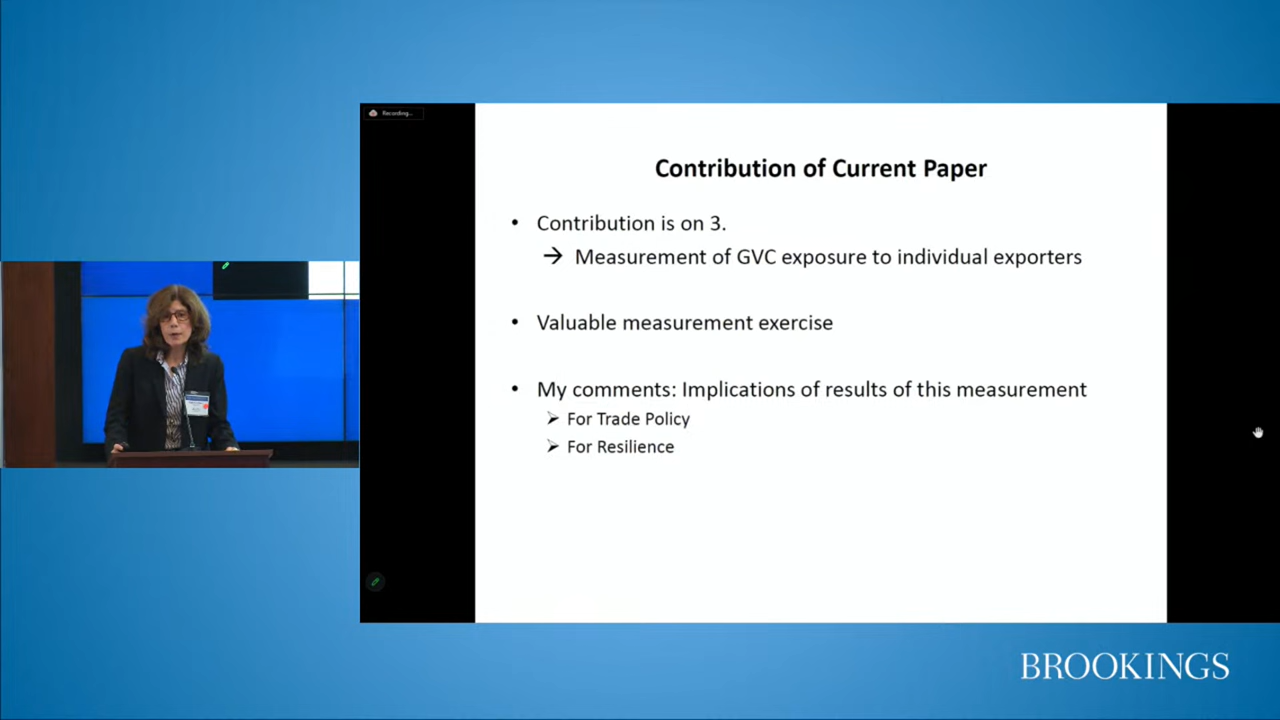 Recording...
Contribution of Current Paper
• Contribution is on 3.
→ Measurement of GVC exposure to individual exporters
• Valuable measurement exercise
• My comments: Implications of results of this measurement
➢ For Trade Policy
➢ For Resilience
BROOKINGS